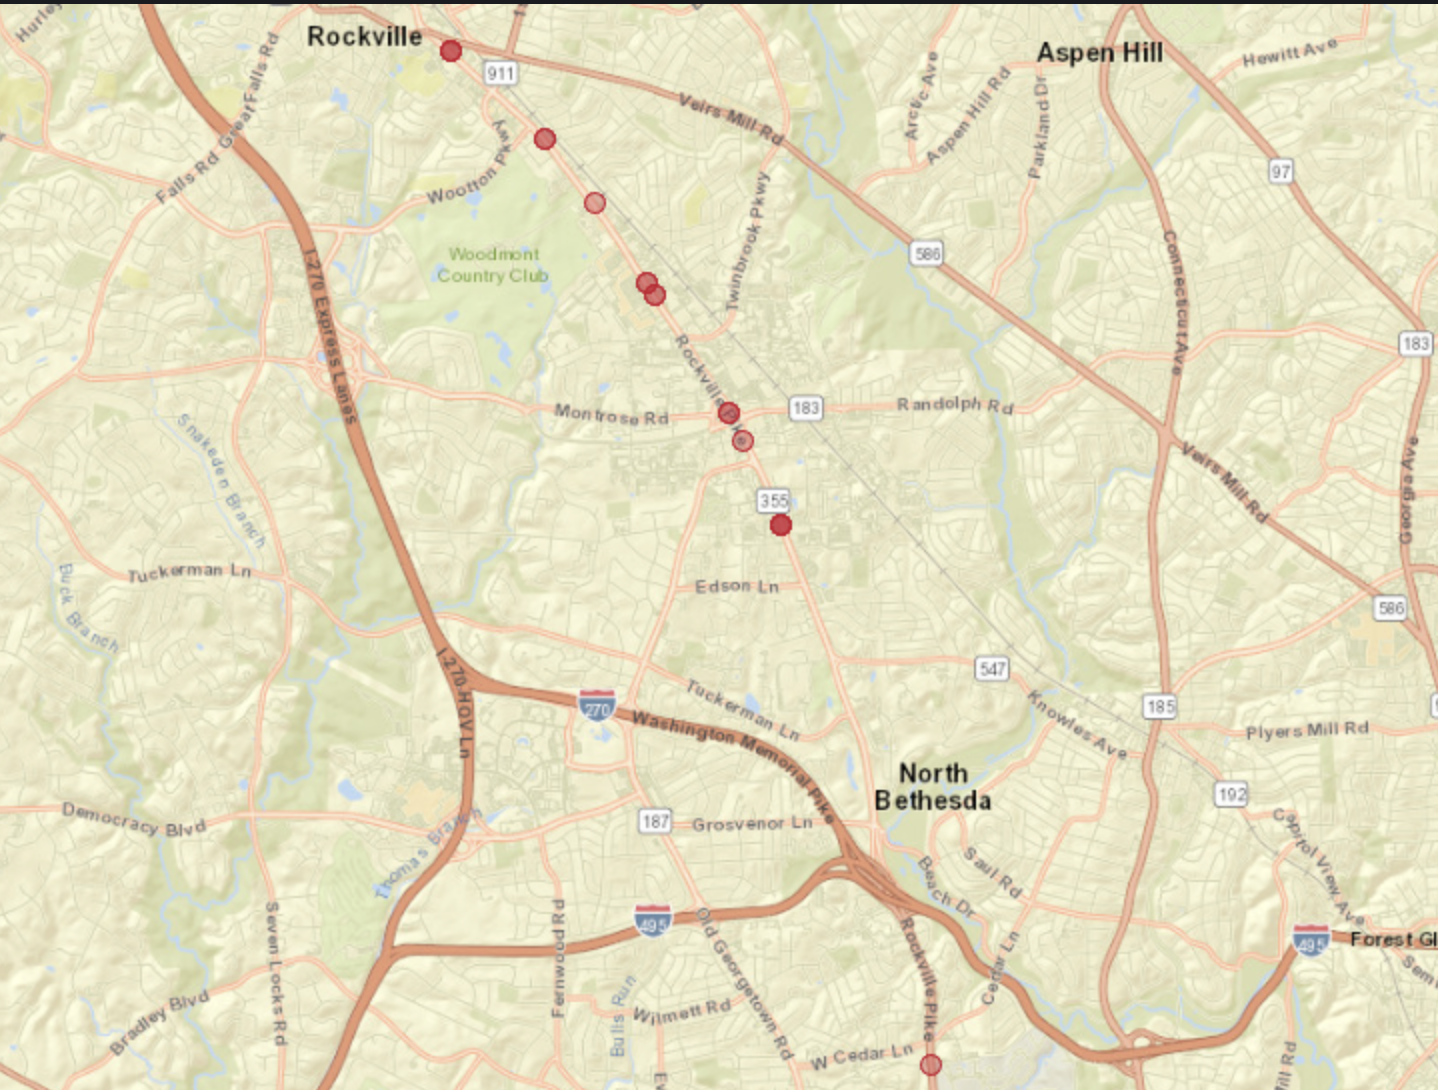 Hurley
Rockville
911
Aspen Hill
Hewitt Ave
Great Falls Rd
Falls Rd
Wootton Pkwy
Veirs Mill Rd
Arctic Ave
Aspen Hill Rd
Parkland Dr
97
Woodmont
Country Club
Twinbrook Pkwy
586
Connecticut Ave
I-270 Express Lanes
183
Rockville Pike
Montrose Rd
183
Randolph Rd
Snakeden Branch
355
Veirs Mill Rd
Georgia Ave
Tuckerman Ln
Buck Branch
Edson Ln
586
I-270 HOV Ln
547
270
Washington Memorial Pike
Tuckerman Ln
Knowles Ave
185
Plyers Mill Rd
North
Bethesda
192
Democracy Blvd
Thomas Branch
187
Grosvenor Ln
Capitol View Ave
Saul Rd
Beach Dr
Seven Locks Rd
Fernwood Rd
495
Old Georgetown Rd
Rockville Pike
Cedar Ln
495
Forest Gl
Bradley Blvd
Bulls Run
Wilmett Rd
W Cedar Ln